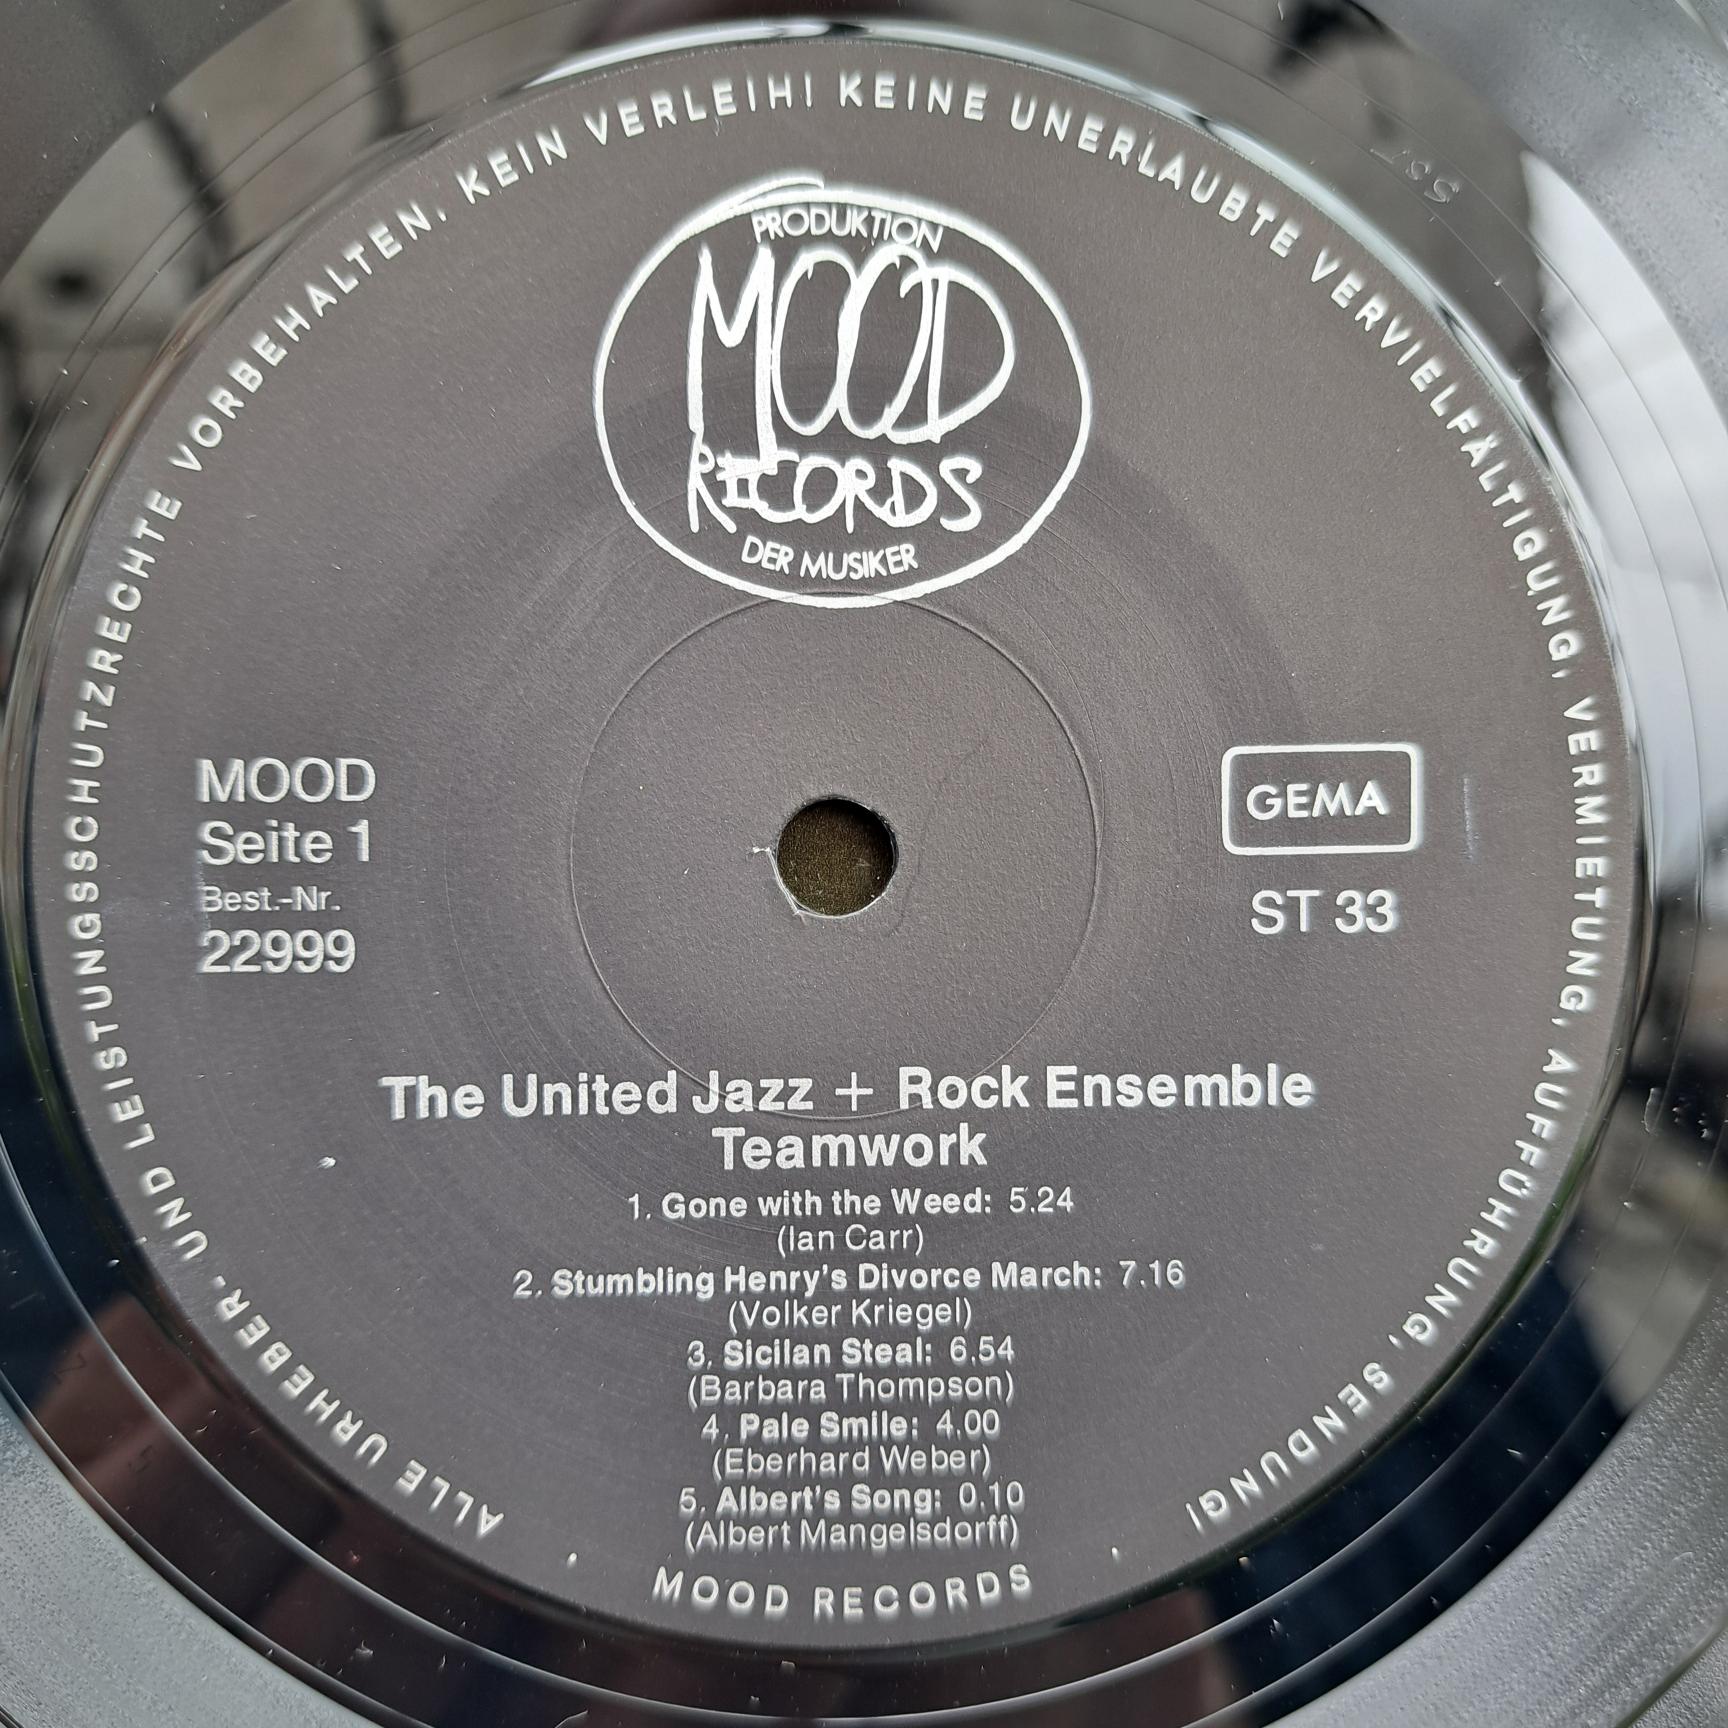 ALLE URHEBER- UND LEISTUNGSSCHUTZRECHTE VORBEHALTEN. KEIN VERLEIH! KEINE UNERLAUBTE VERVIELFÄLTIGUNG, VERMIETUNG, AUFFÜHRUNG, SENDUNG!
PRODUKTION
MOOD
RECORDS
DER MUSIKER
MOOD
Seite 1
Best.-Nr.
22999
GEMA
ST 33
The United Jazz + Rock Ensemble
Teamwork
1. Gone with the Weed: 5.24
(Ian Carr)
2. Stumbling Henry's Divorce March: 7.16
(Volker Kriegel)
3. Sicilan Steal: 6.54
(Barbara Thompson)
4. Pale Smile: 4.00
(Eberhard Weber)
5. Albert's Song: 0.10
(Albert Mangelsdorff)
· MOOD RECORDS ·